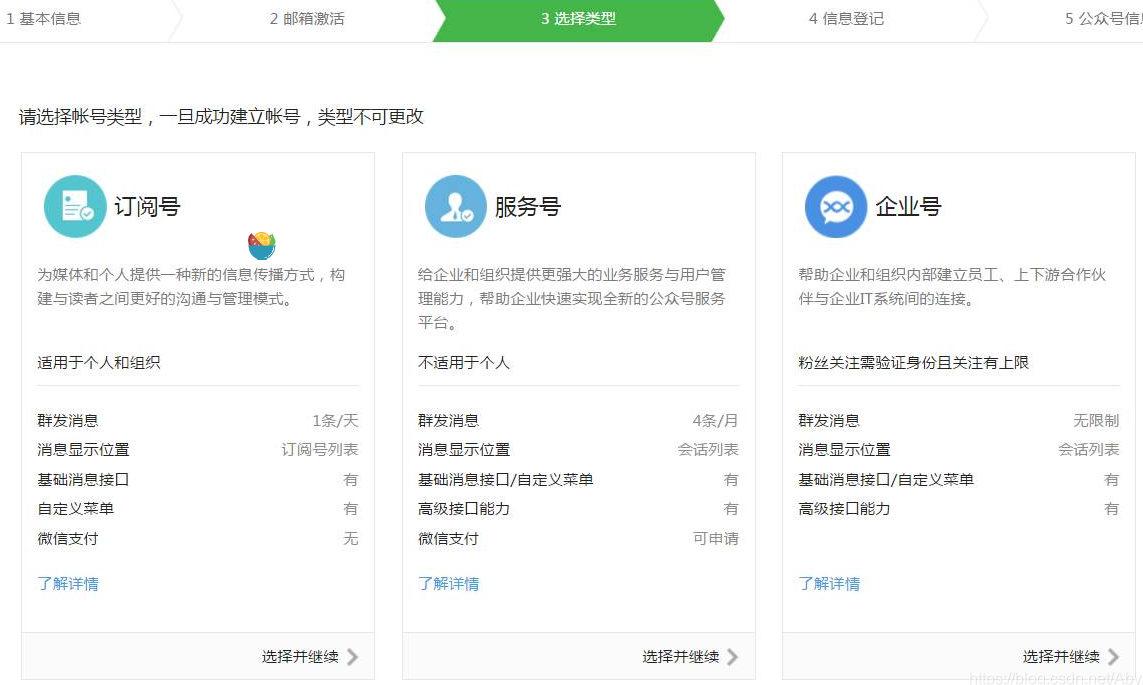 1 基本信息
2 邮箱激活
3 选择类型
4 信息登记
5 公众号信息
请选择帐号类型，一旦成功建立帐号，类型不可更改
订阅号
为媒体和个人提供一种新的信息传播方式，构
建与读者之间更好的沟通与管理模式。
适用于个人和组织
群发消息 1条/天
消息显示位置 订阅号列表
基础消息接口 有
自定义菜单 有
微信支付 无
了解详情
选择并继续
服务号
给企业和组织提供更强大的业务服务与用户管
理能力，帮助企业快速实现全新的公众号服务
平台。
不适用于个人
群发消息 4条/月
消息显示位置 会话列表
基础消息接口/自定义菜单 有
高级接口能力 有
微信支付 可申请
了解详情
选择并继续
企业号
帮助企业和组织内部建立员工、上下游合作伙
伴与企业IT系统间的连接。
粉丝关注需验证身份且关注有上限
群发消息 无限制
消息显示位置 会话列表
基础消息接口/自定义菜单 有
高级接口能力 有
了解详情
选择并继续
https://blog.csdn.net/Aby